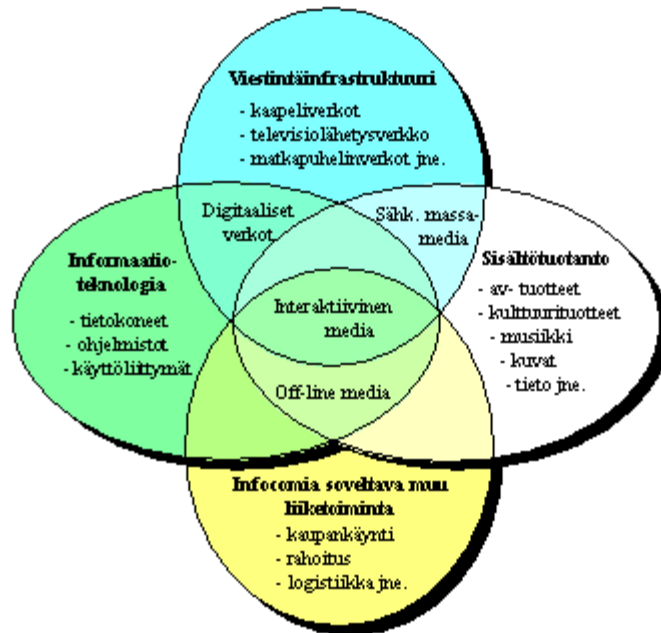 Viestintäinfrastruktuuri
- kaapeliverkot
- televisiolähetysverkko
- matkapuhelinverkot jne.
Digitaaliset
verkot
Sähk. massa-
media
Informaatio-
teknologia
- tietokoneet
- ohjelmistot
- käyttöliittymät
Sisältötuotanto
- av- tuotteet
- kulttuurituotteet
- musiikki
- kuvat
- tieto jne.
Interaktiivinen
media
Off-line media
Infocomia soveltava muu
liiketoiminta
- kaupankäynti
- rahoitus
- logistiikka jne.